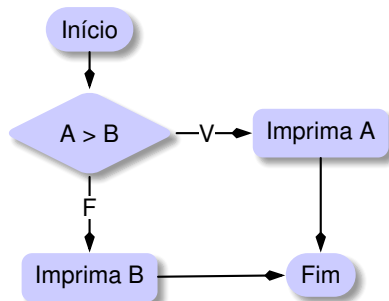 Início
A > B
V
Imprima A
F
Imprima B
Fim